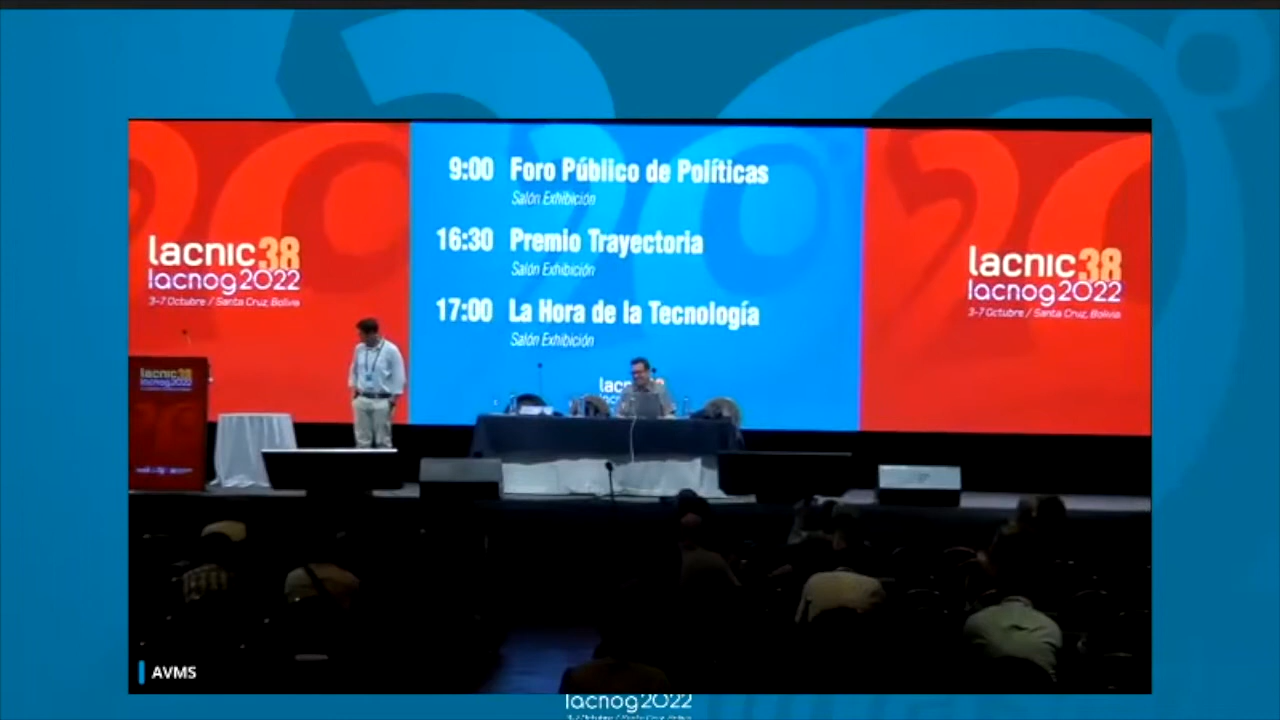 9:00 Foro Público de Políticas
Salón Exhibición
16:30 Premio Trayectoria
Salón Exhibición
17:00 La Hora de la Tecnología
Salón Exhibición
lacnic38
lacnog2022
3-7 Octubre / Santa Cruz, Bolivia
lacnic38
lacnog2022
3-7 Octubre / Santa Cruz, Bolivia
lacnic38
lacnog2022
AVMS
lacnog2022